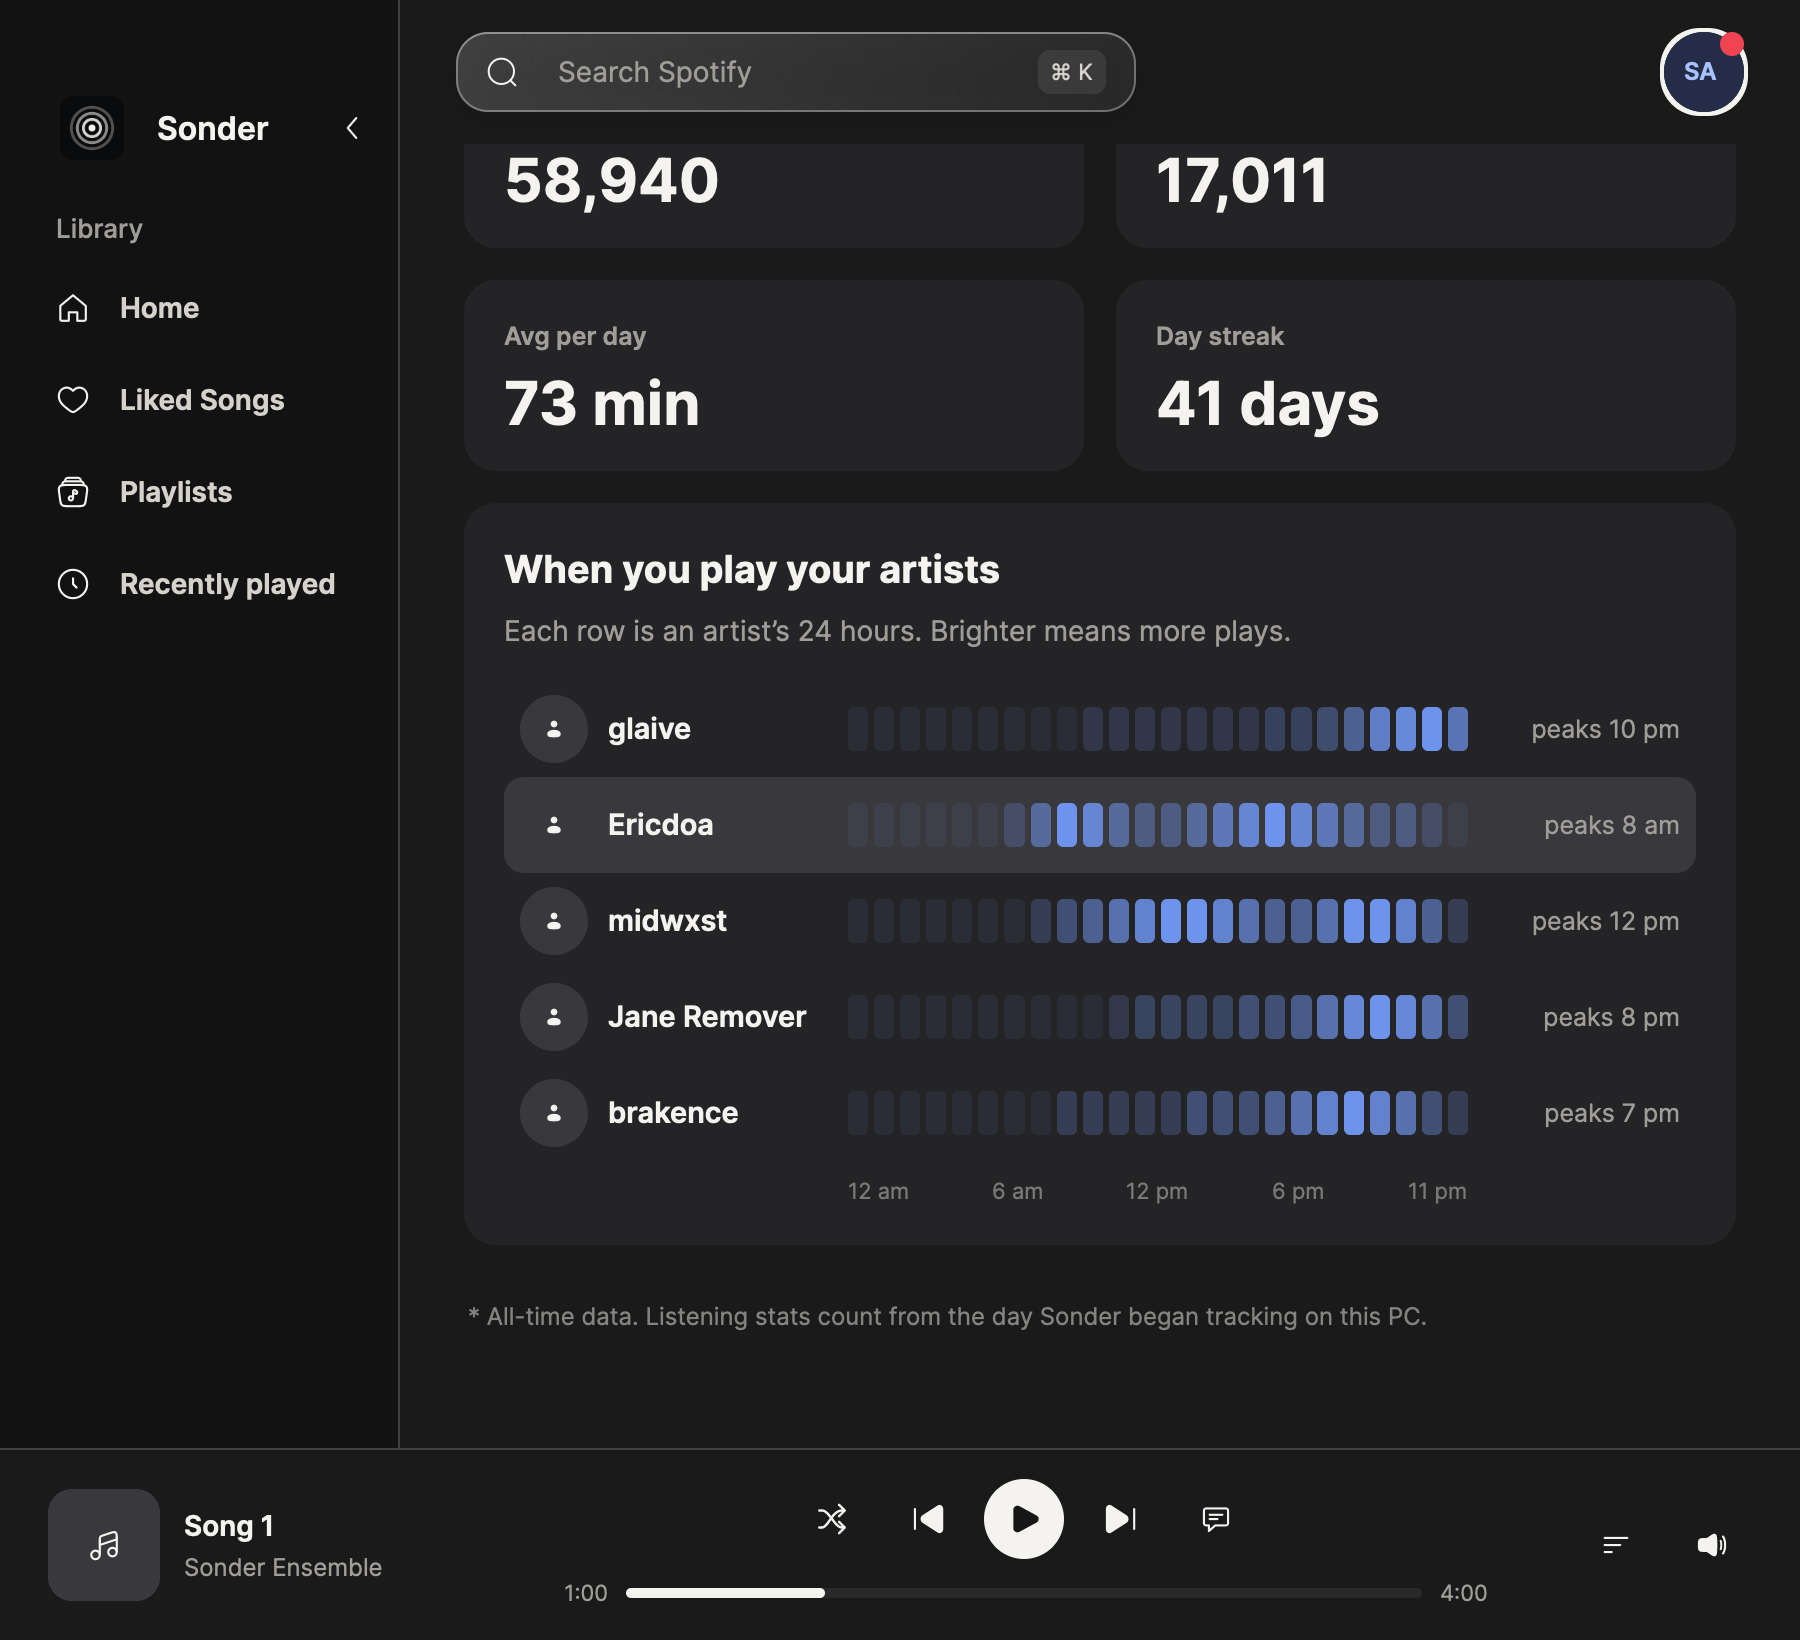 Search Spotify
⌘ K
SA
Sonder
Library
Home
Liked Songs
Playlists
Recently played
58,940
17,011
Avg per day
73 min
Day streak
41 days
When you play your artists
Each row is an artist’s 24 hours. Brighter means more plays.
glaive
peaks 10 pm
Ericdoa
peaks 8 am
midwxst
peaks 12 pm
Jane Remover
peaks 8 pm
brakence
peaks 7 pm
12 am 6 am 12 pm 6 pm 11 pm
* All-time data. Listening stats count from the day Sonder began tracking on this PC.
Song 1
Sonder Ensemble
1:00
4:00